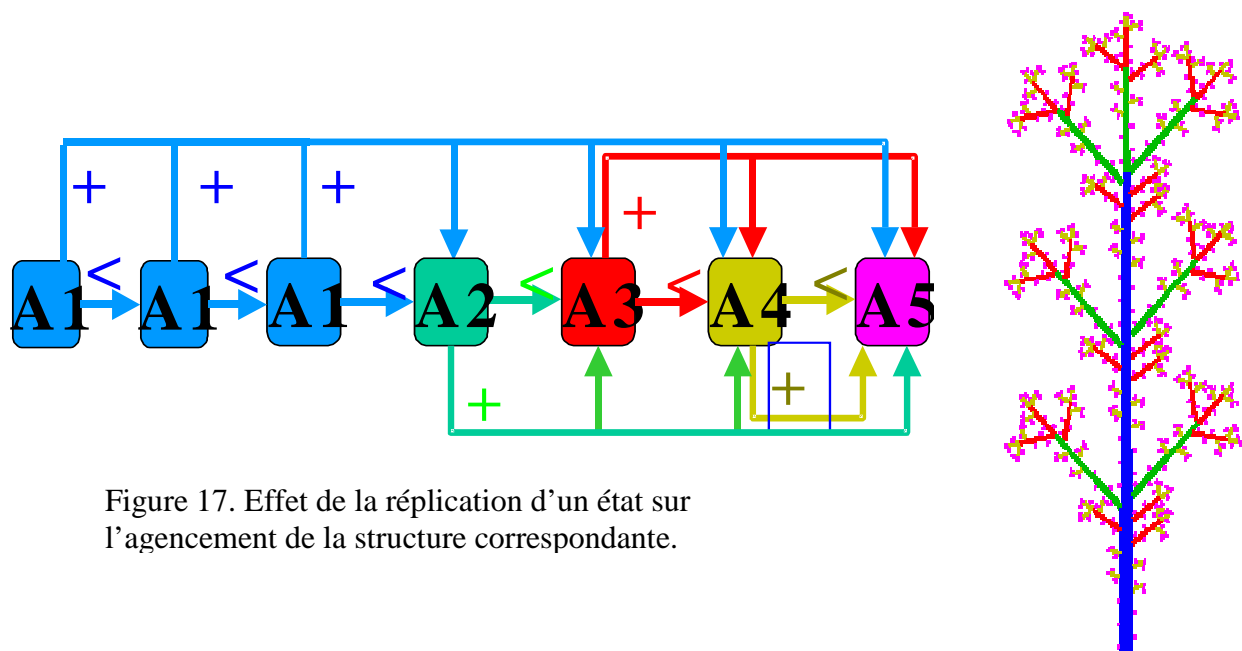 + + + +
< < < < < <
A1 A1 A1 A2 A3 A4 A5
+ +
Figure 17. Effet de la réplication d’un état sur
l’agencement de la structure correspondante.